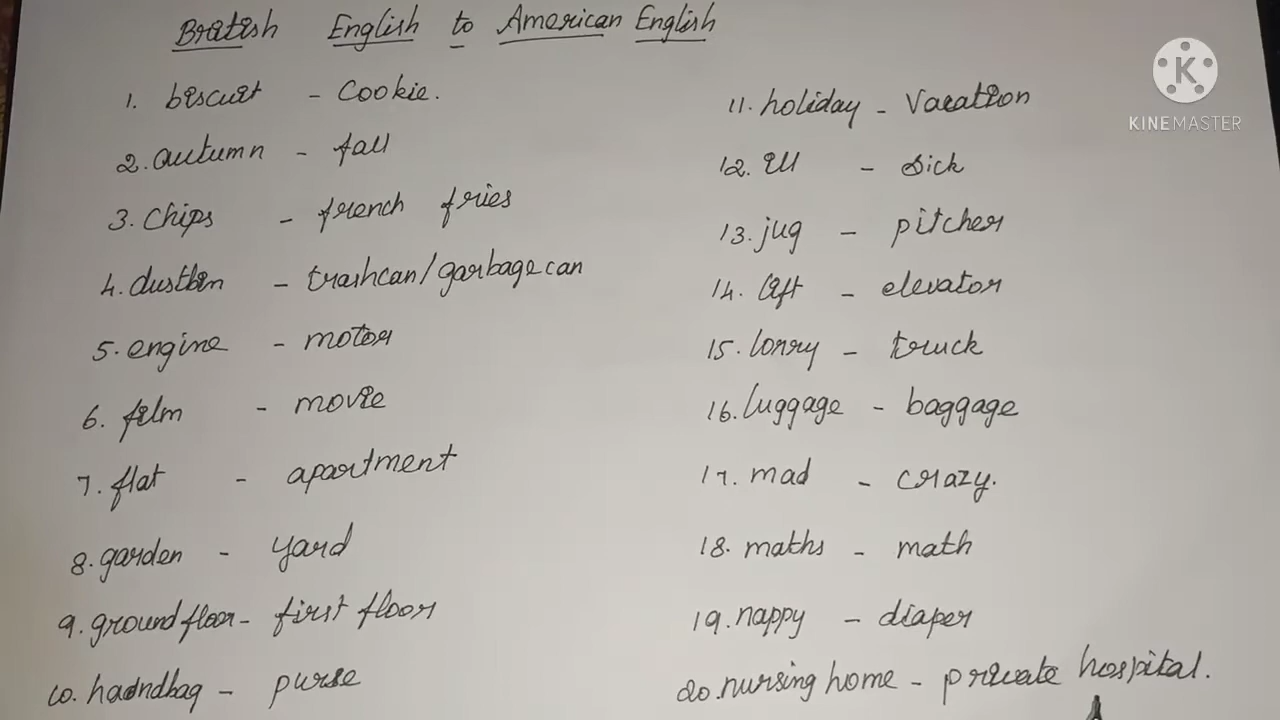 British English to American English
1. biscuit - Cookie.
2. autumn - fall
3. Chips - french fries
4. dustbin - trashcan/garbage can
5. engine - motor
6. film - movie
7. flat - apartment
8. garden - yard
9. ground floor - first floor
10. handbag - purse
11. holiday - Vacation
12. ill - sick
13. jug - pitcher
14. lift - elevator
15. lorry - truck
16. luggage - baggage
17. mad - crazy.
18. maths - math
19. nappy - diaper
20. nursing home - private hospital.
K
KINEMASTER